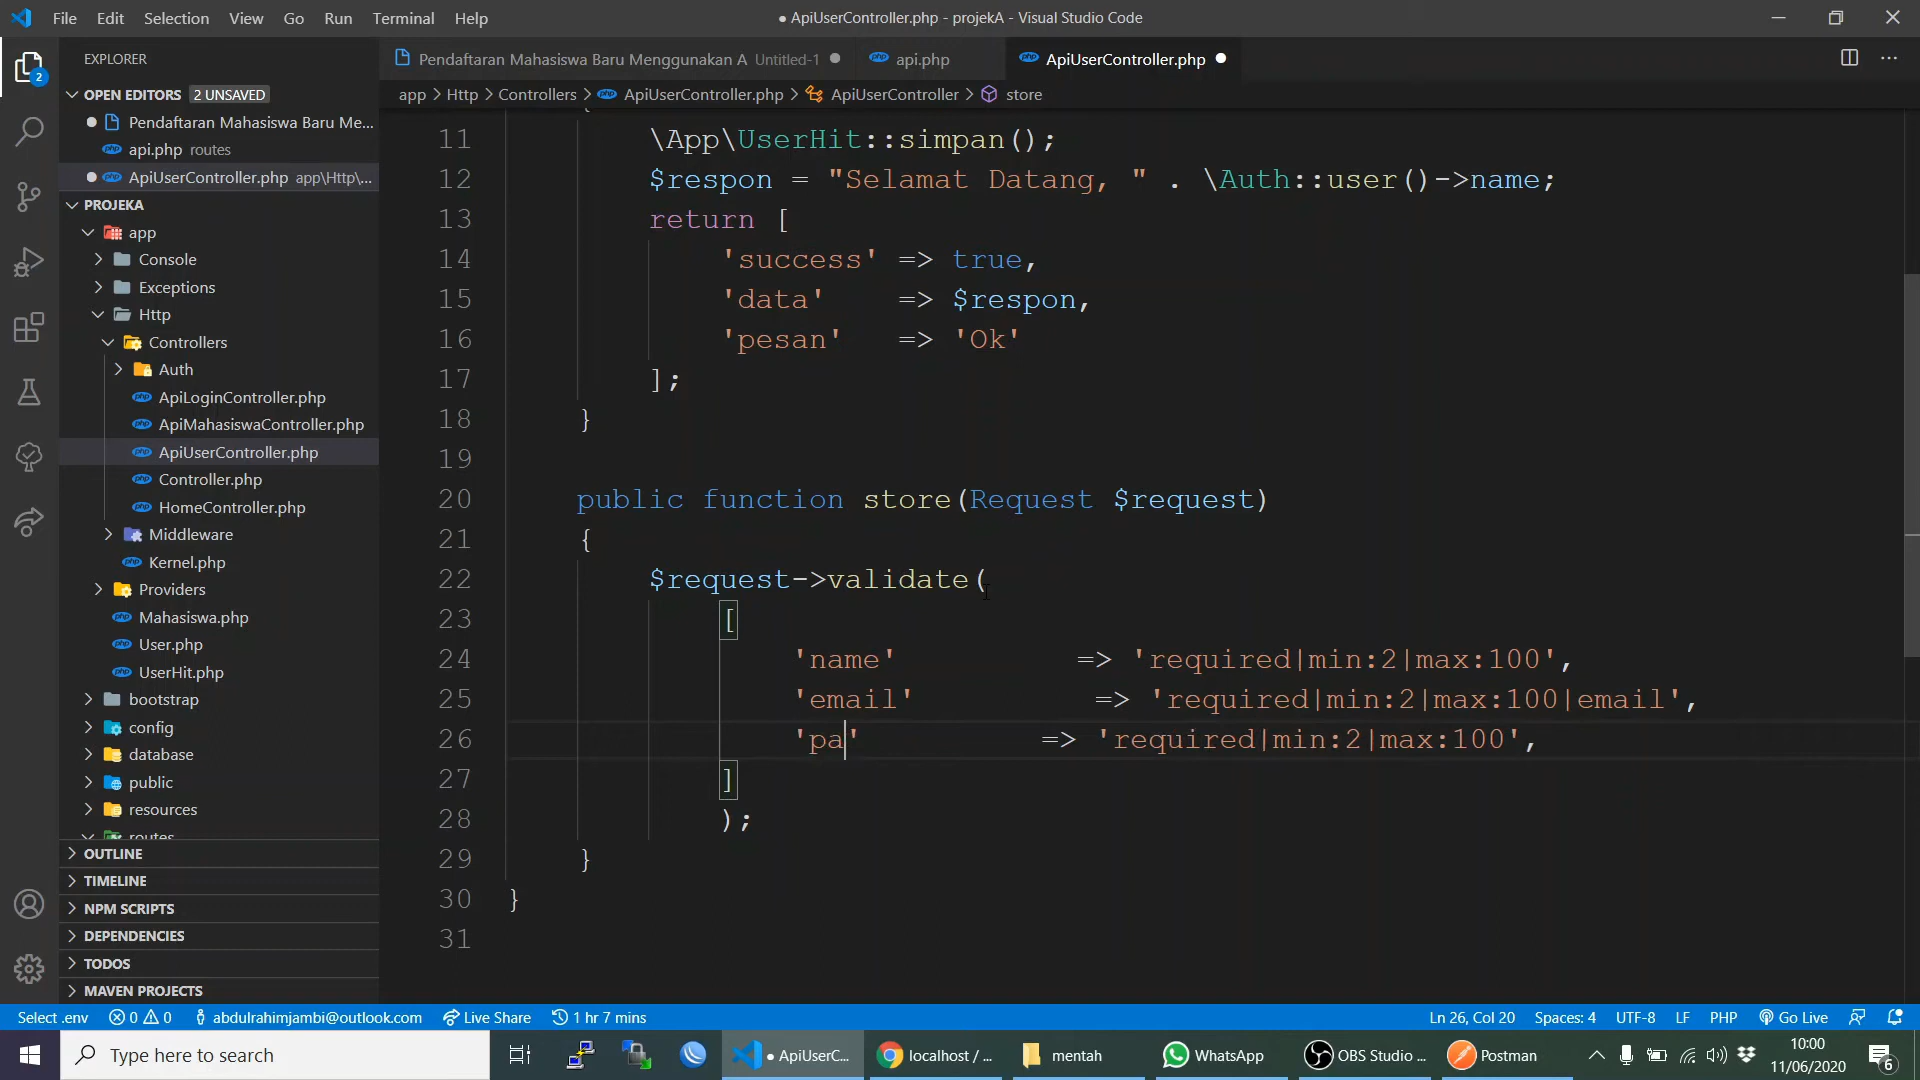 File Edit Selection View Go Run Terminal Help
● ApiUserController.php - projekA - Visual Studio Code
EXPLORER
Pendaftaran Mahasiswa Baru Menggunakan A Untitled-1
api.php
ApiUserController.php
2
OPEN EDITORS 2 UNSAVED
Pendaftaran Mahasiswa Baru Me...
api.php routes
ApiUserController.php app\Http\...
PROJEKA
app
Console
Exceptions
Http
Controllers
Auth
ApiLoginController.php
ApiMahasiswaController.php
ApiUserController.php
Controller.php
HomeController.php
Middleware
Kernel.php
Providers
Mahasiswa.php
User.php
UserHit.php
bootstrap
config
database
public
resources
routes
OUTLINE
TIMELINE
NPM SCRIPTS
DEPENDENCIES
TODOS
MAVEN PROJECTS
app > Http > Controllers > ApiUserController.php > ApiUserController > store
11 \App\UserHit::simpan();
12 $respon = "Selamat Datang, " . \Auth::user()->name;
13 return [
14 'success' => true,
15 'data' => $respon,
16 'pesan' => 'Ok'
17 ];
18 }
19
20 public function store(Request $request)
21 {
22 $request->validate(
23 [
24 'name' => 'required|min:2|max:100',
25 'email' => 'required|min:2|max:100|email',
26 'pa' => 'required|min:2|max:100',
27 ]
28 );
29 }
30 }
31
Select .env 0 0 abdulrahimjambi@outlook.com Live Share 1 hr 7 mins Ln 26, Col 20 Spaces: 4 UTF-8 LF PHP Go Live
Type here to search
● ApiUserC...
localhost / ...
mentah
WhatsApp
OBS Studio ...
Postman
10:00
11/06/2020
6